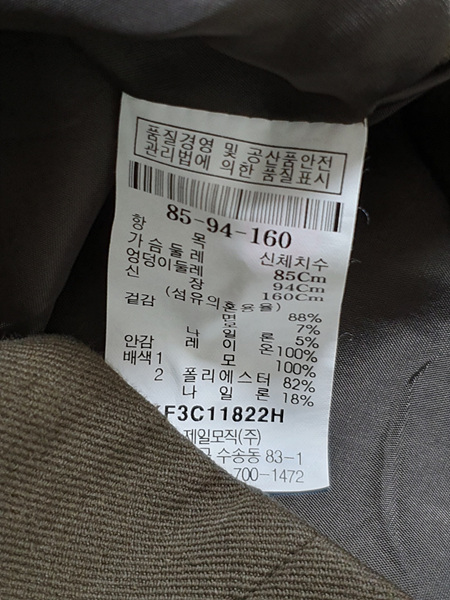 품질경영 및 공산품안전
관리법에 의한 품질표시
85-94-160
항 목 신체치수
가슴둘레 85Cm
엉덩이둘레 94Cm
신 장 160Cm
(섬유의혼용율)
겉감 면 88%
모 7%
나 일 론 5%
안감 레 이 온 100%
배색1 모 100%
2 폴리에스터 82%
나 일 론 18%
F3C11822H
제일모직(주)
수송동 83-1
700-1472